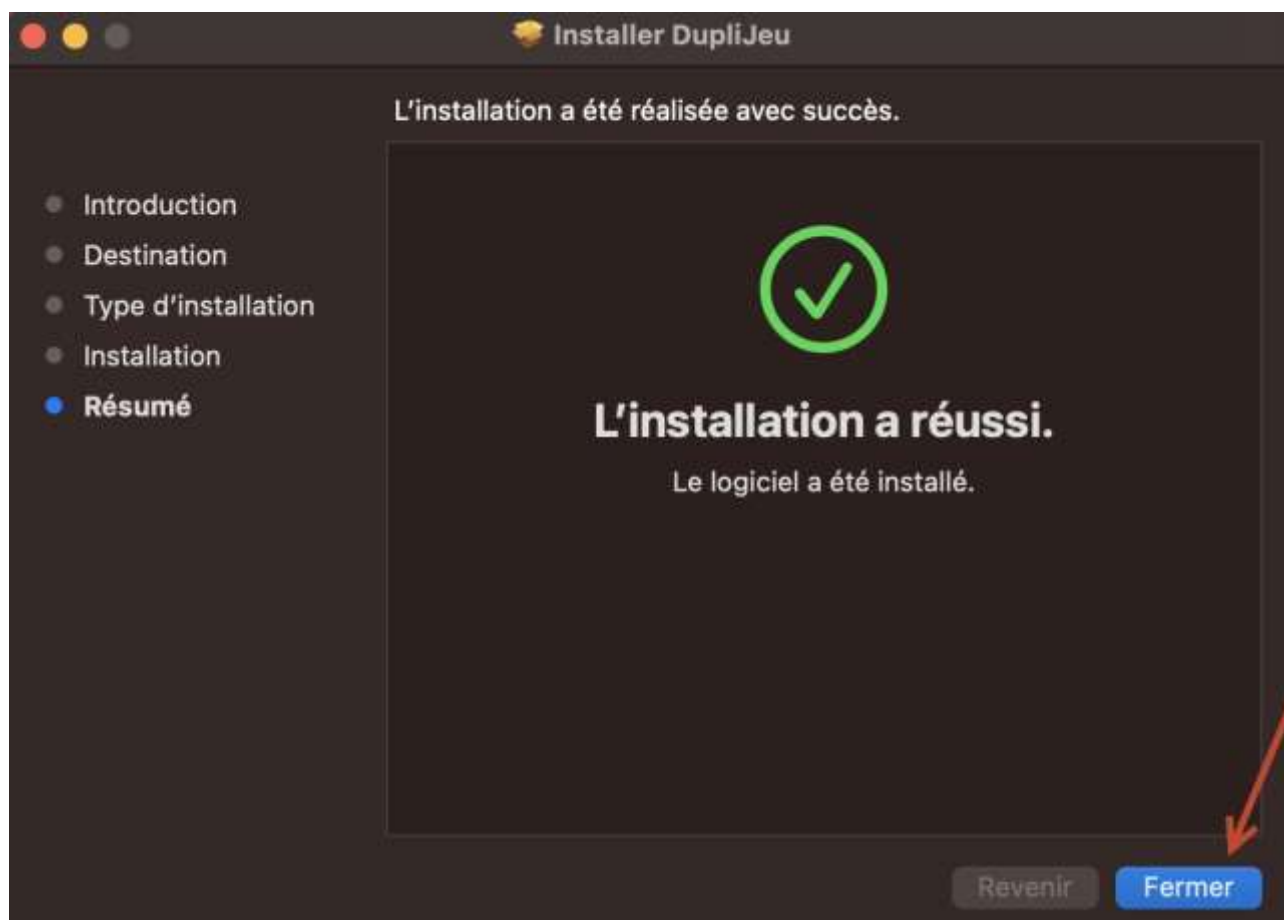 Installer DupliJeu
L’installation a été réalisée avec succès.
Introduction
Destination
Type d’installation
Installation
Résumé
L’installation a réussi.
Le logiciel a été installé.
Revenir
Fermer